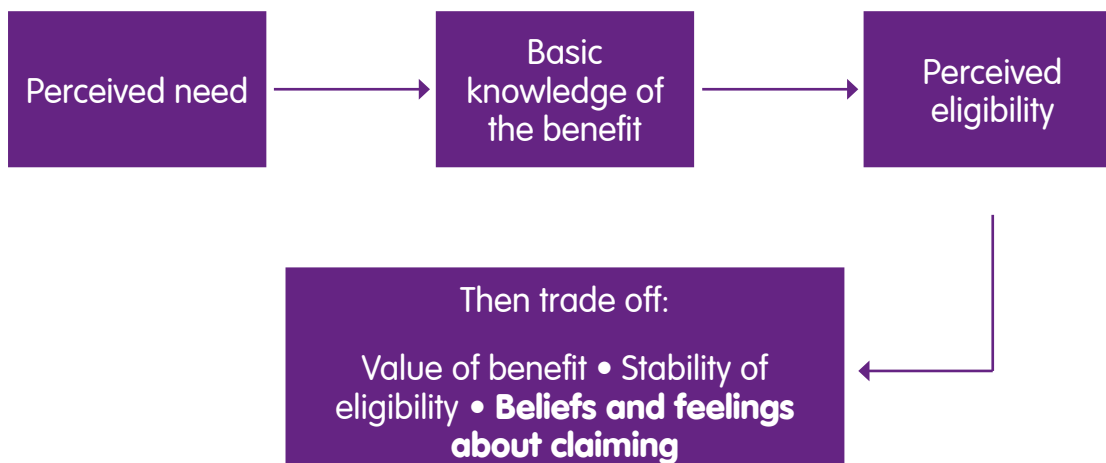 Perceived need
Basic
knowledge of
the benefit
Perceived
eligibility
Then trade off:
Value of benefit • Stability of
eligibility • Beliefs and feelings
about claiming